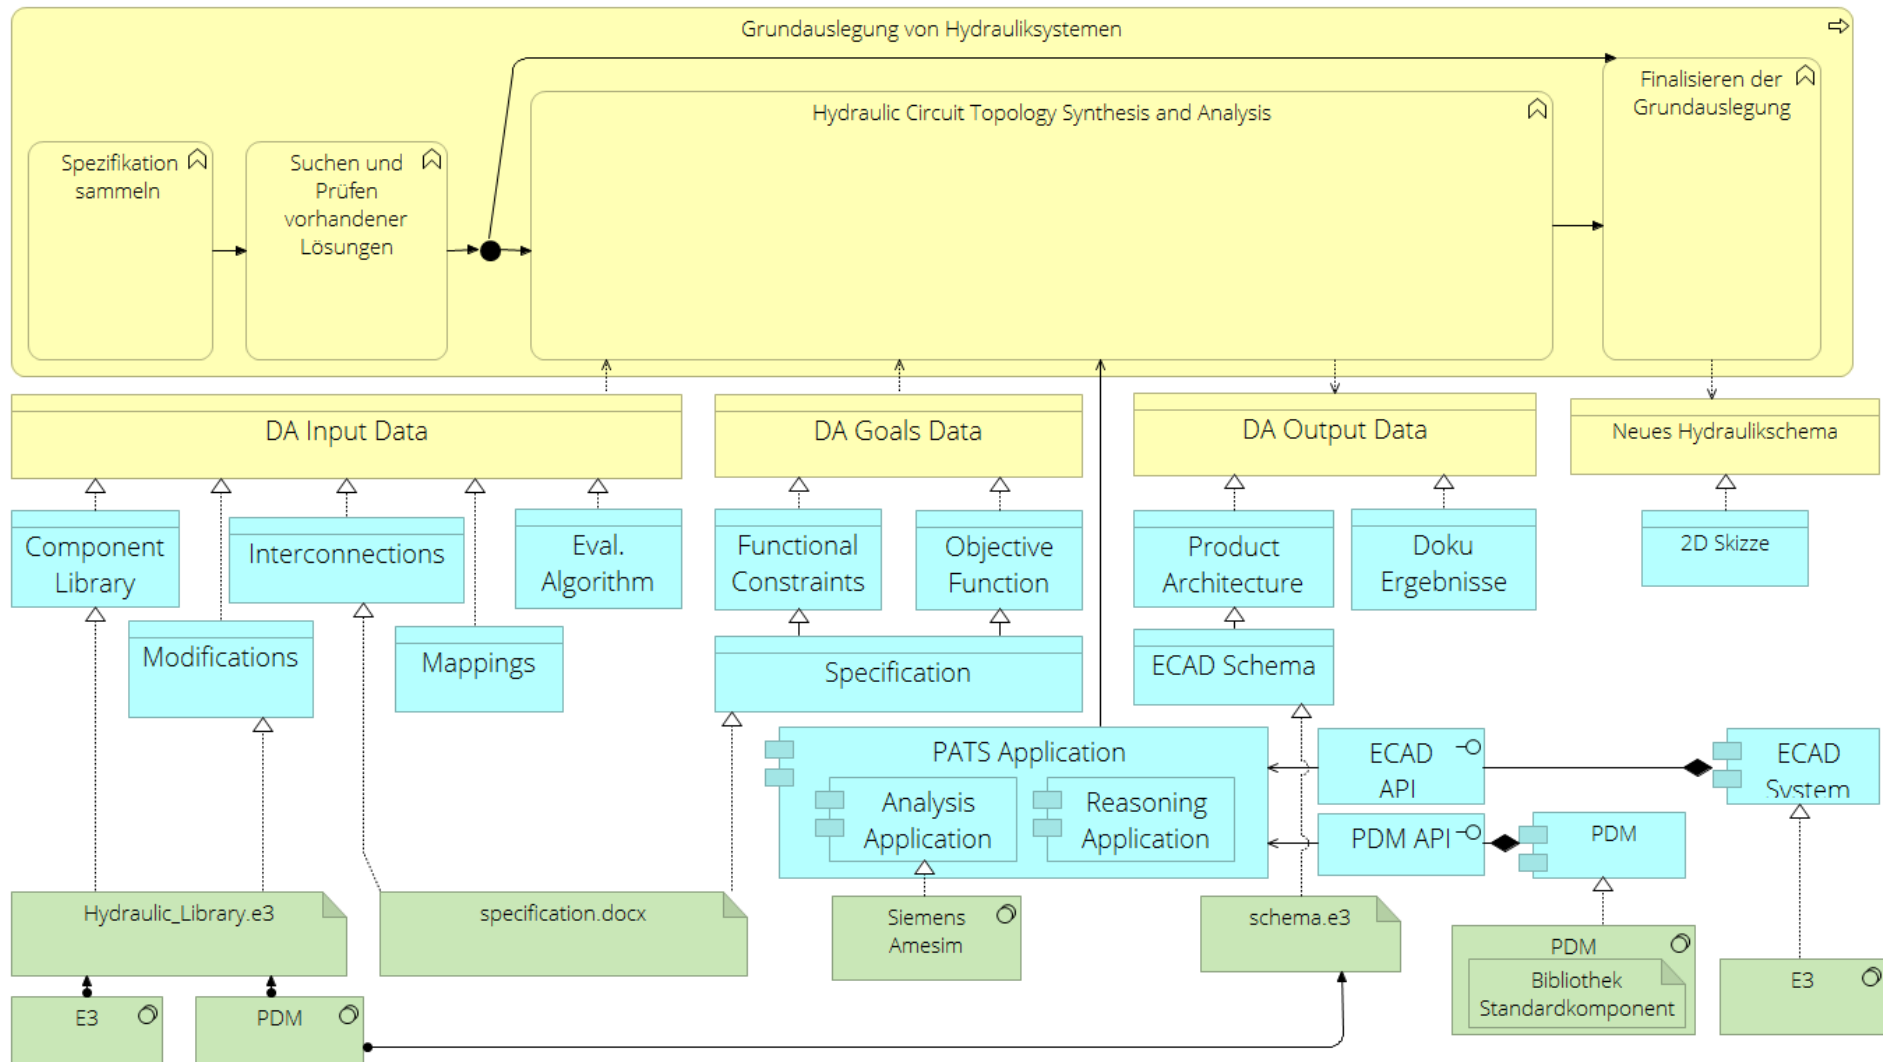 Grundauslegung von Hydrauliksystemen
Finalisieren der
Grundauslegung
Hydraulic Circuit Topology Synthesis and Analysis
Spezifikation
sammeln
Suchen und
Prüfen
vorhandener
Lösungen
DA Input Data
DA Goals Data
DA Output Data
Neues Hydraulikschema
Component
Library
Interconnections
Eval.
Algorithm
Functional
Constraints
Objective
Function
Product
Architecture
Doku
Ergebnisse
2D Skizze
Modifications
Mappings
Specification
ECAD Schema
PATS Application
Analysis
Application
Reasoning
Application
ECAD
API
ECAD
System
PDM API
PDM
Hydraulic_Library.e3
specification.docx
Siemens
Amesim
schema.e3
PDM
Bibliothek
Standardkomponent
E3
E3
PDM